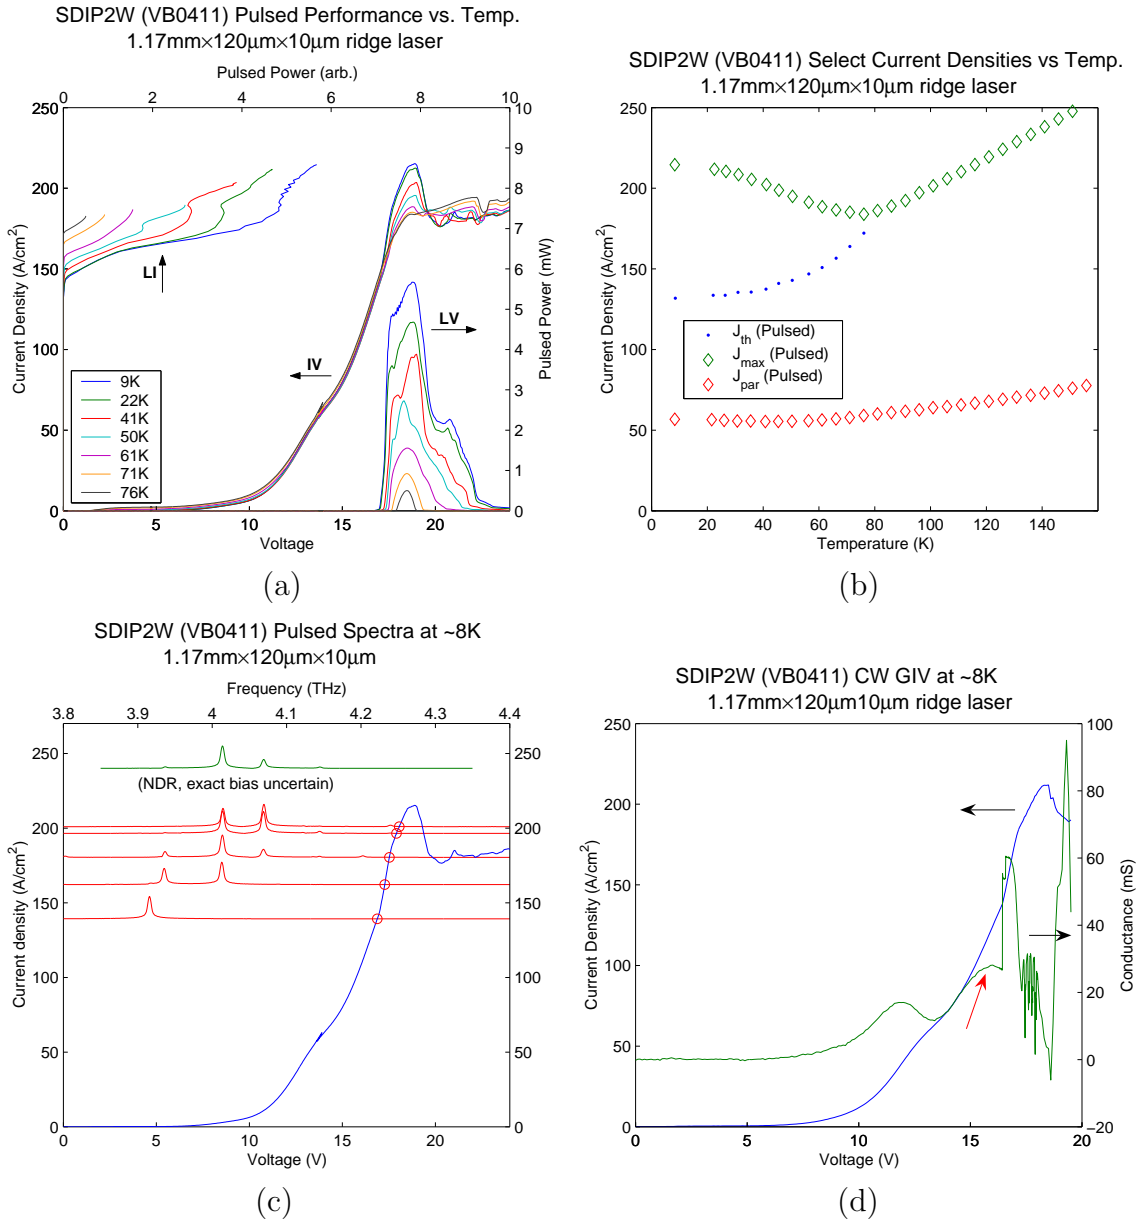 SDIP2W (VB0411) Pulsed Performance vs. Temp.
1.17mm×120μm×10μm ridge laser
Pulsed Power (arb.)
0 2 4 6 8 10
250 200 150 100 50 0
Current Density (A/cm²)
10 9 8 7 6 5 4 3 2 1 0
Pulsed Power (mW)
LI
IV
LV
9K
22K
41K
50K
61K
71K
76K
0 5 10 15 20
Voltage
(a)
SDIP2W (VB0411) Select Current Densities vs Temp.
1.17mm×120μm×10μm ridge laser
250 200 150 100 50 0
Current Density (A/cm²)
J_th (Pulsed)
J_max (Pulsed)
J_par (Pulsed)
0 20 40 60 80 100 120 140
Temperature (K)
(b)
SDIP2W (VB0411) Pulsed Spectra at ~8K
1.17mm×120μm×10μm
Frequency (THz)
3.8 3.9 4 4.1 4.2 4.3 4.4
250 200 150 100 50 0
Current density (A/cm²)
250 200 150 100 50 0
(NDR, exact bias uncertain)
0 5 10 15 20
Voltage (V)
(c)
SDIP2W (VB0411) CW GIV at ~8K
1.17mm×120μm10μm ridge laser
250 200 150 100 50 0
Current Density (A/cm²)
100 80 60 40 20 0 −20
Conductance (mS)
0 5 10 15 20
Voltage (V)
(d)